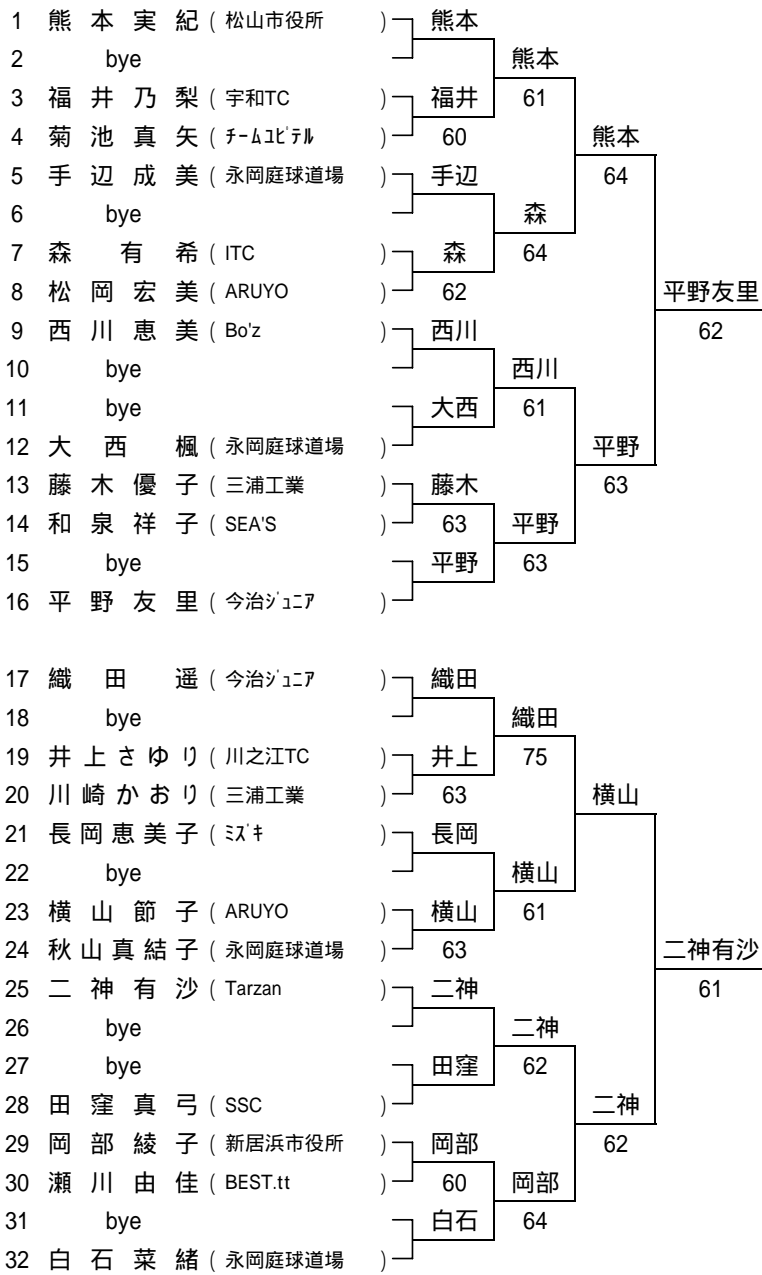 1 熊 本 実 紀 ( 松山市役所 ) 熊本
2 bye 熊本
3 福 井 乃 梨 ( 宇和TC ) 福井 61
4 菊 池 真 矢 ( ﾁｰﾑﾕﾋﾟﾃﾙ ) 60 熊本
5 手 辺 成 美 ( 永岡庭球道場 ) 手辺 64
6 bye 森
7 森 有 希 ( ITC ) 森 64
8 松 岡 宏 美 ( ARUYO ) 62 平野友里
9 西 川 恵 美 ( Bo'z ) 西川 62
10 bye 西川
11 bye 大西 61
12 大 西 楓 ( 永岡庭球道場 ) 平野
13 藤 木 優 子 ( 三浦工業 ) 藤木 63
14 和 泉 祥 子 ( SEA'S ) 63 平野
15 bye 平野 63
16 平 野 友 里 ( 今治ｼﾞｭﾆｱ )
17 織 田 遥 ( 今治ｼﾞｭﾆｱ ) 織田
18 bye 織田
19 井 上 さ ゆ り ( 川之江TC ) 井上 75
20 川 崎 か お り ( 三浦工業 ) 63 横山
21 長 岡 恵 美 子 ( ﾐｽﾞｷ ) 長岡
22 bye 横山
23 横 山 節 子 ( ARUYO ) 横山 61
24 秋 山 真 結 子 ( 永岡庭球道場 ) 63 二神有沙
25 二 神 有 沙 ( Tarzan ) 二神 61
26 bye 二神
27 bye 田窪 62
28 田 窪 真 弓 ( SSC ) 二神
29 岡 部 綾 子 ( 新居浜市役所 ) 岡部 62
30 瀬 川 由 佳 ( BEST.tt ) 60 岡部
31 bye 白石 64
32 白 石 菜 緒 ( 永岡庭球道場 )